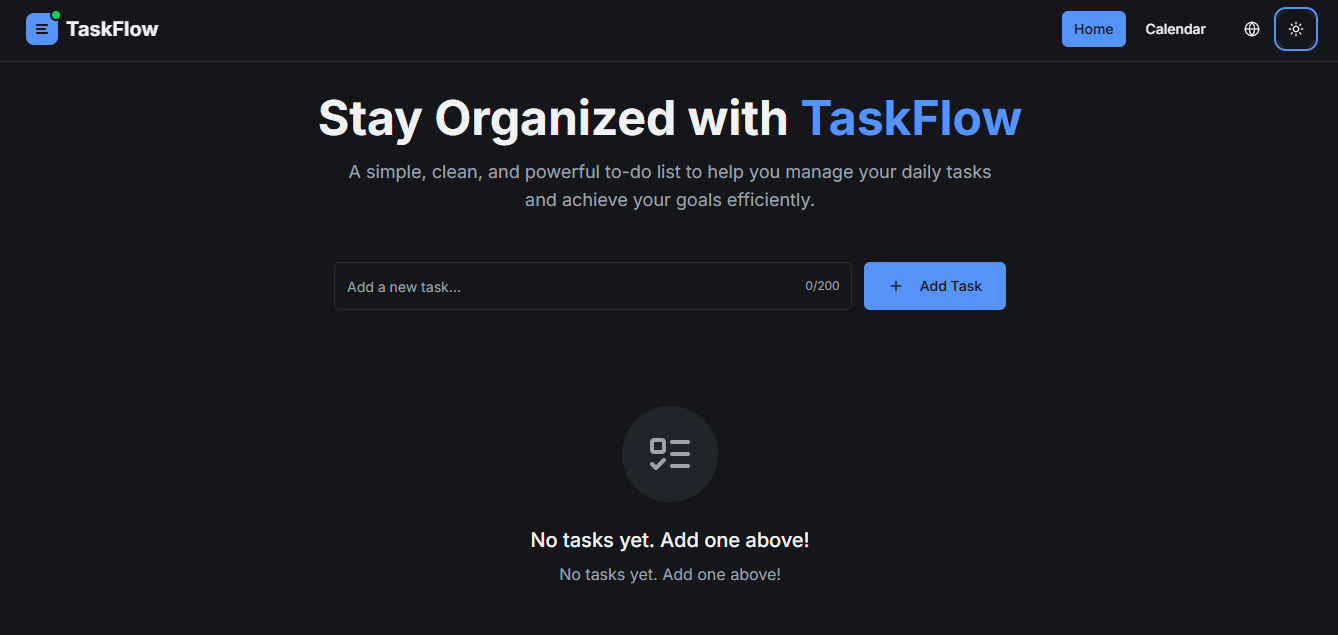 TaskFlow
Home
Calendar
Stay Organized with TaskFlow
A simple, clean, and powerful to-do list to help you manage your daily tasks
and achieve your goals efficiently.
Add a new task...
0/200
+ Add Task
No tasks yet. Add one above!
No tasks yet. Add one above!